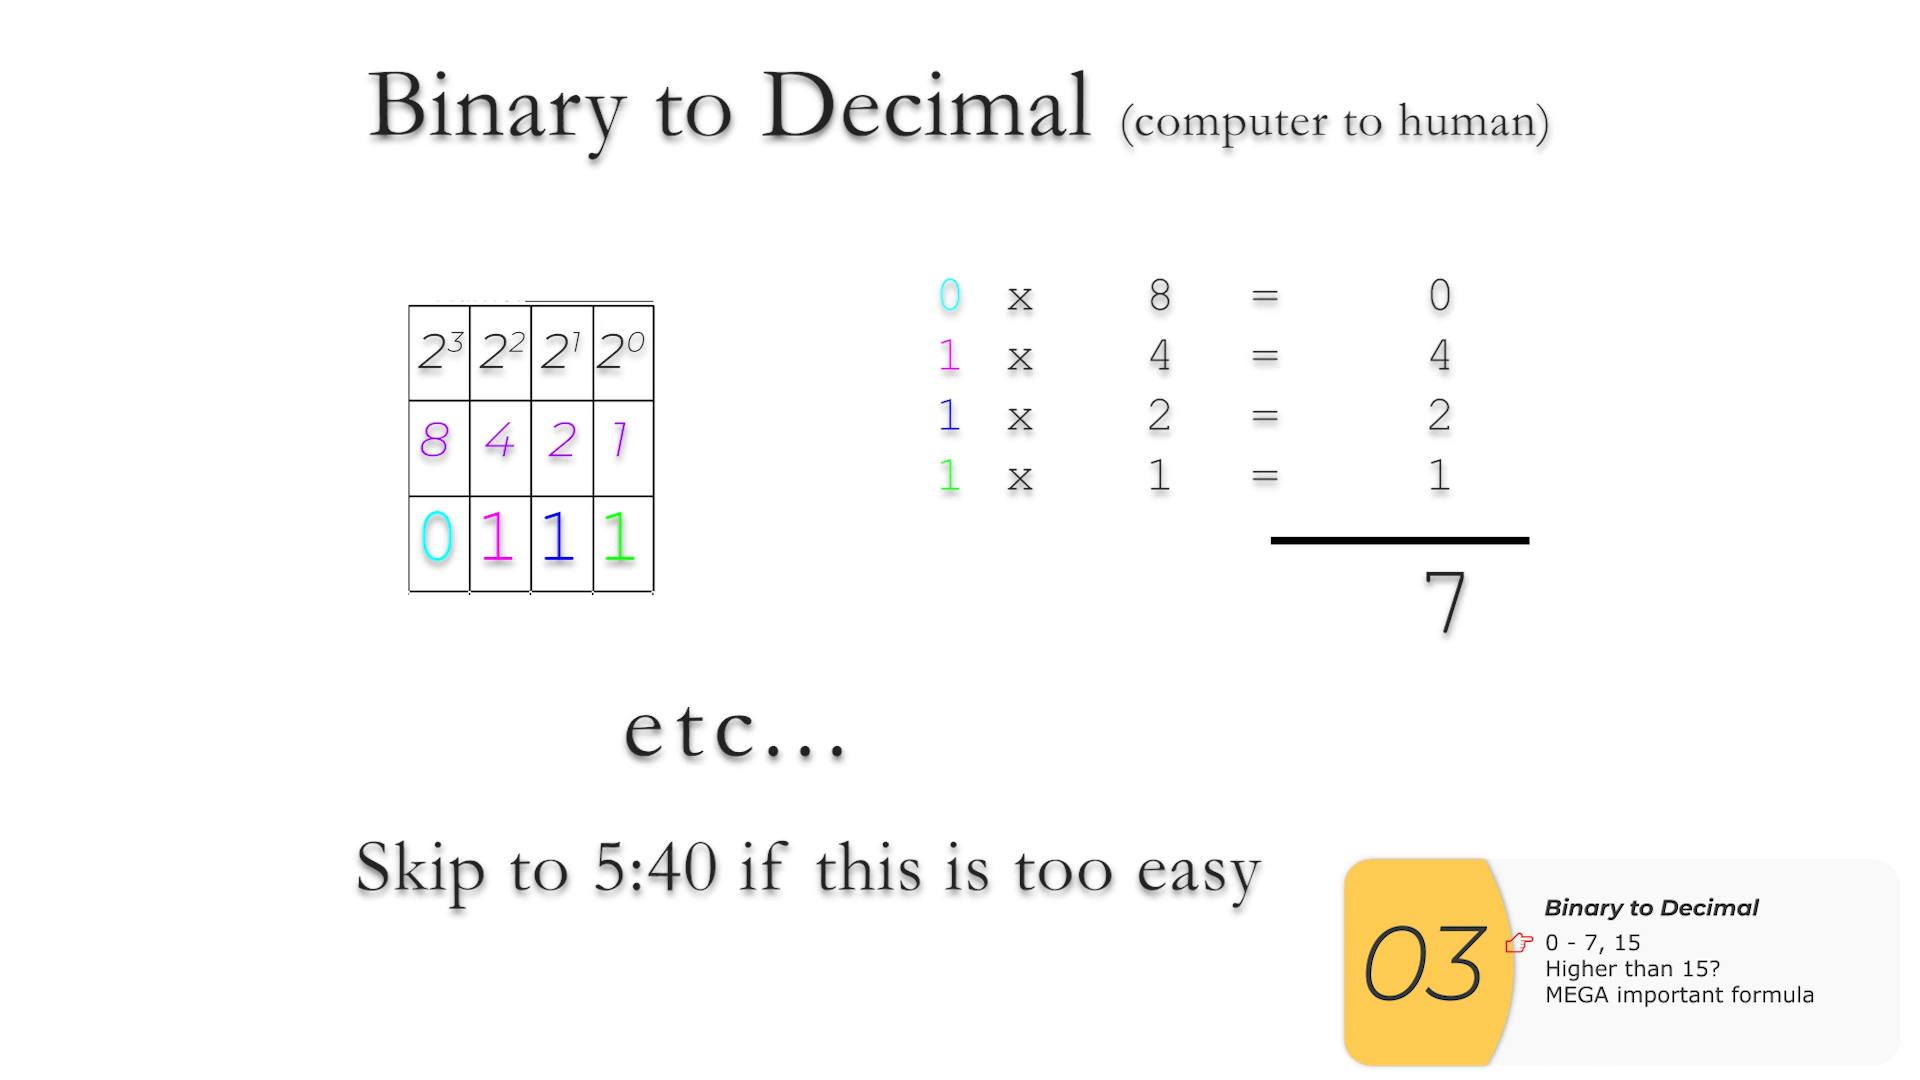 Binary to Decimal (computer to human)
2³ 2² 2¹ 2⁰
8 4 2 1
0 1 1 1
0 x 8 = 0
1 x 4 = 4
1 x 2 = 2
1 x 1 = 1
7
etc...
Skip to 5:40 if this is too easy
03
Binary to Decimal
0 - 7, 15
Higher than 15?
MEGA important formula